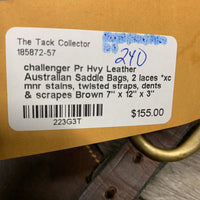 The Tack Collector
185872-57
240
challenger Pr Hvy Leather
Australian Saddle Bags, 2 laces *xc
mnr stains, twisted straps, dents
& scrapes Brown 7" x 12" x 3"
$155.00
223G3T